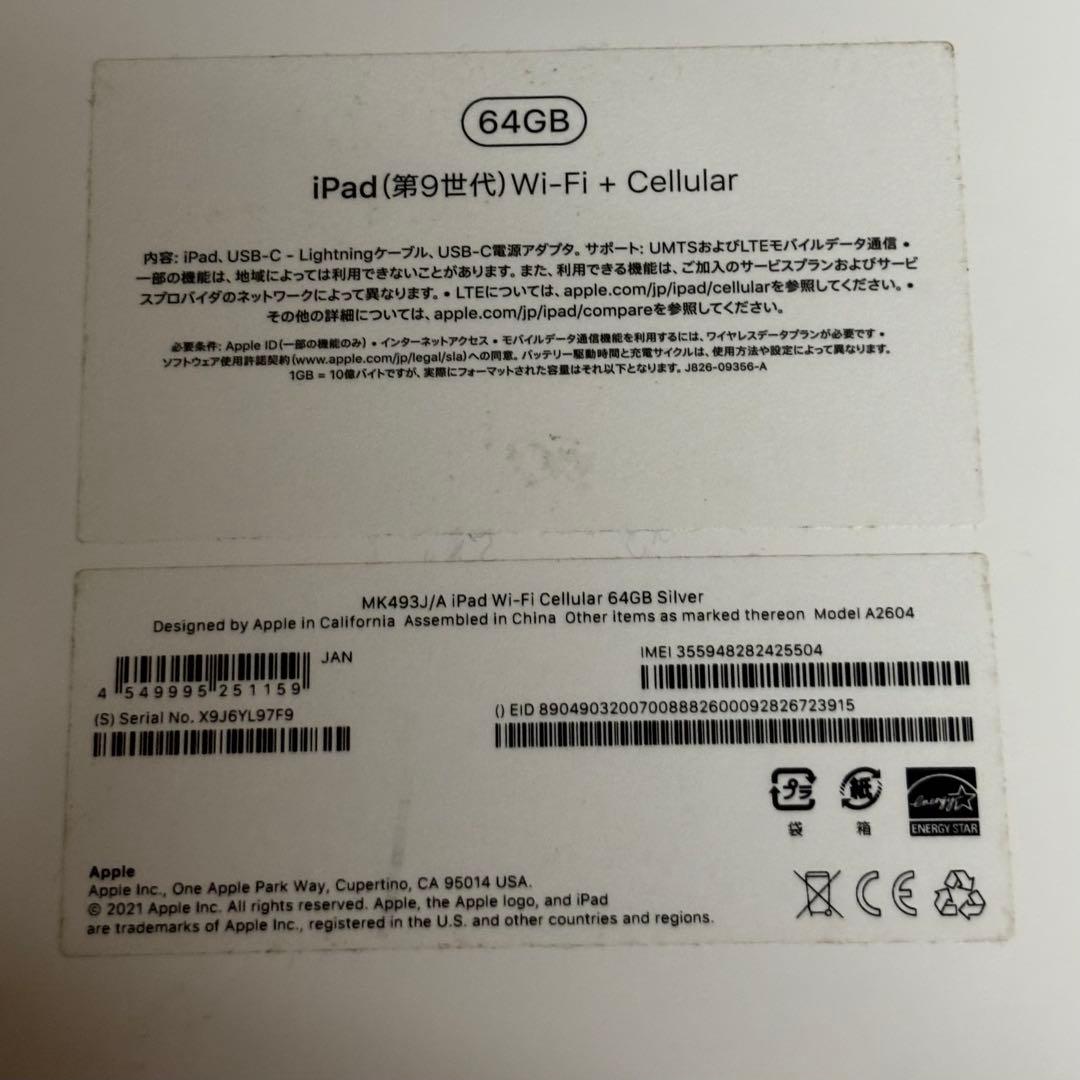 64GB
iPad(第9世代)Wi-Fi + Cellular
内容: iPad、USB-C - Lightningケーブル、USB-C電源アダプタ。サポート: UMTSおよびLTEモバイルデータ通信 •
一部の機能は、地域によっては利用できないことがあります。また、利用できる機能は、ご加入のサービスプランおよびサービ
スプロバイダのネットワークによって異なります。• LTEについては、apple.com/jp/ipad/cellularを参照してください。•
その他の詳細については、apple.com/jp/ipad/compareを参照してください。
必要条件: Apple ID(一部の機能のみ) • インターネットアクセス • モバイルデータ通信機能を利用するには、ワイヤレスデータプランが必要です •
ソフトウェア使用許諾契約(www.apple.com/jp/legal/sla)への同意。バッテリー駆動時間と充電サイクルは、使用方法や設定によって異なります。
1GB = 10億バイトですが、実際にフォーマットされた容量はそれ以下となります。J826-09356-A
MK493J/A iPad Wi-Fi Cellular 64GB Silver
Designed by Apple in California Assembled in China Other items as marked thereon Model A2604
JAN
4 549995 251159
IMEI 355948282425504
(S) Serial No. X9J6YL97F9
() EID 89049032007008882600092826723915
プラ
袋
紙
箱
energy
ENERGY STAR
Apple
Apple Inc., One Apple Park Way, Cupertino, CA 95014 USA.
© 2021 Apple Inc. All rights reserved. Apple, the Apple logo, and iPad
are trademarks of Apple Inc., registered in the U.S. and other countries and regions.
CE